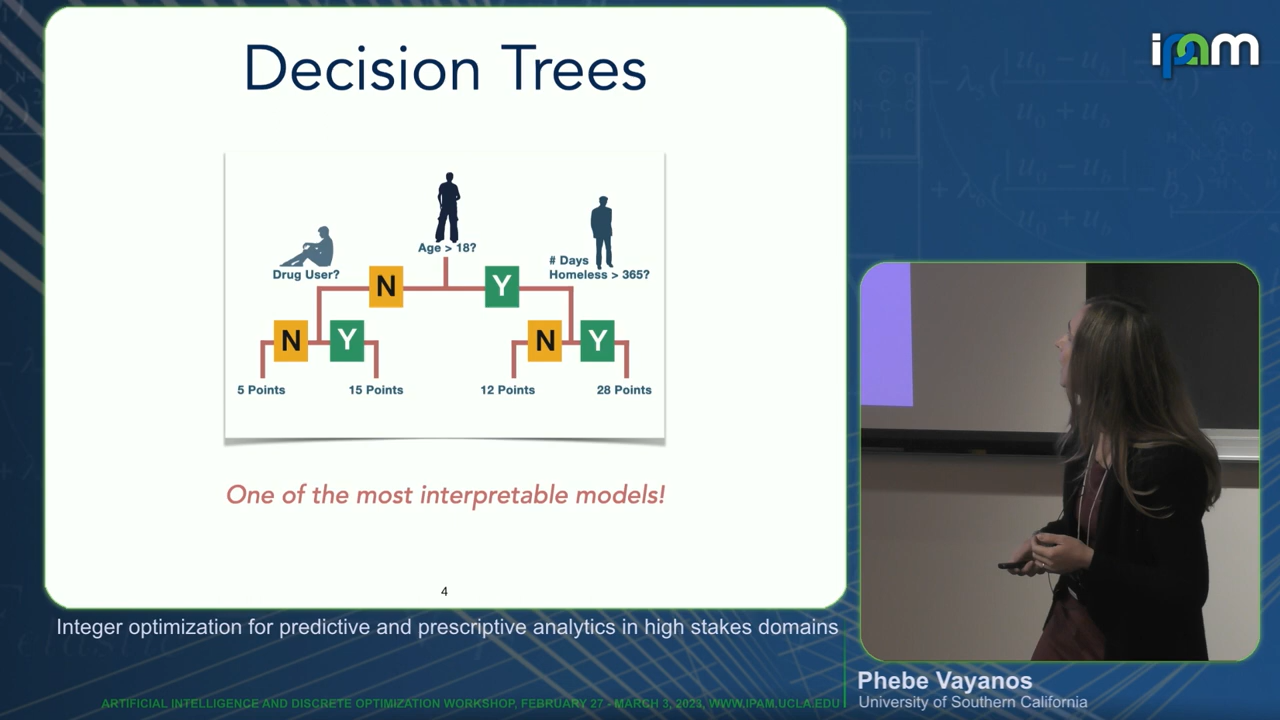 Decision Trees
ipam
Age > 18?
Drug User?
# Days
Homeless > 365?
N
Y
N
Y
N
Y
5 Points
15 Points
12 Points
28 Points
One of the most interpretable models!
4
Integer optimization for predictive and prescriptive analytics in high stakes domains
Phebe Vayanos
University of Southern California
ARTIFICIAL INTELLIGENCE AND DISCRETE OPTIMIZATION WORKSHOP, FEBRUARY 27 - MARCH 3, 2023, WWW.IPAM.UCLA.EDU